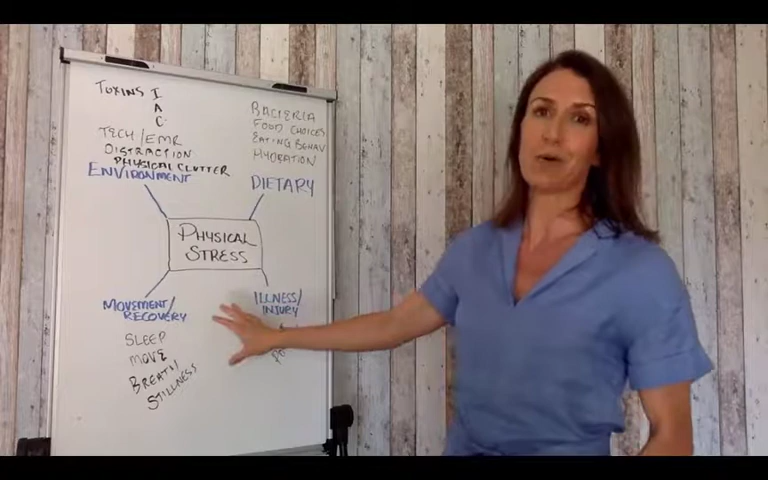 TOXINS I
A
C
TECH/EMR
DISTRACTION
PHYSICAL CLUTTER
ENVIRONMENT
BACTERIA
FOOD CHOICES
EATING BEHAV
HYDRATION
DIETARY
PHYSICAL
STRESS
MOVEMENT/
RECOVERY
SLEEP
MOVE
BREATH/
STILLNESS
ILLNESS/
INJURY